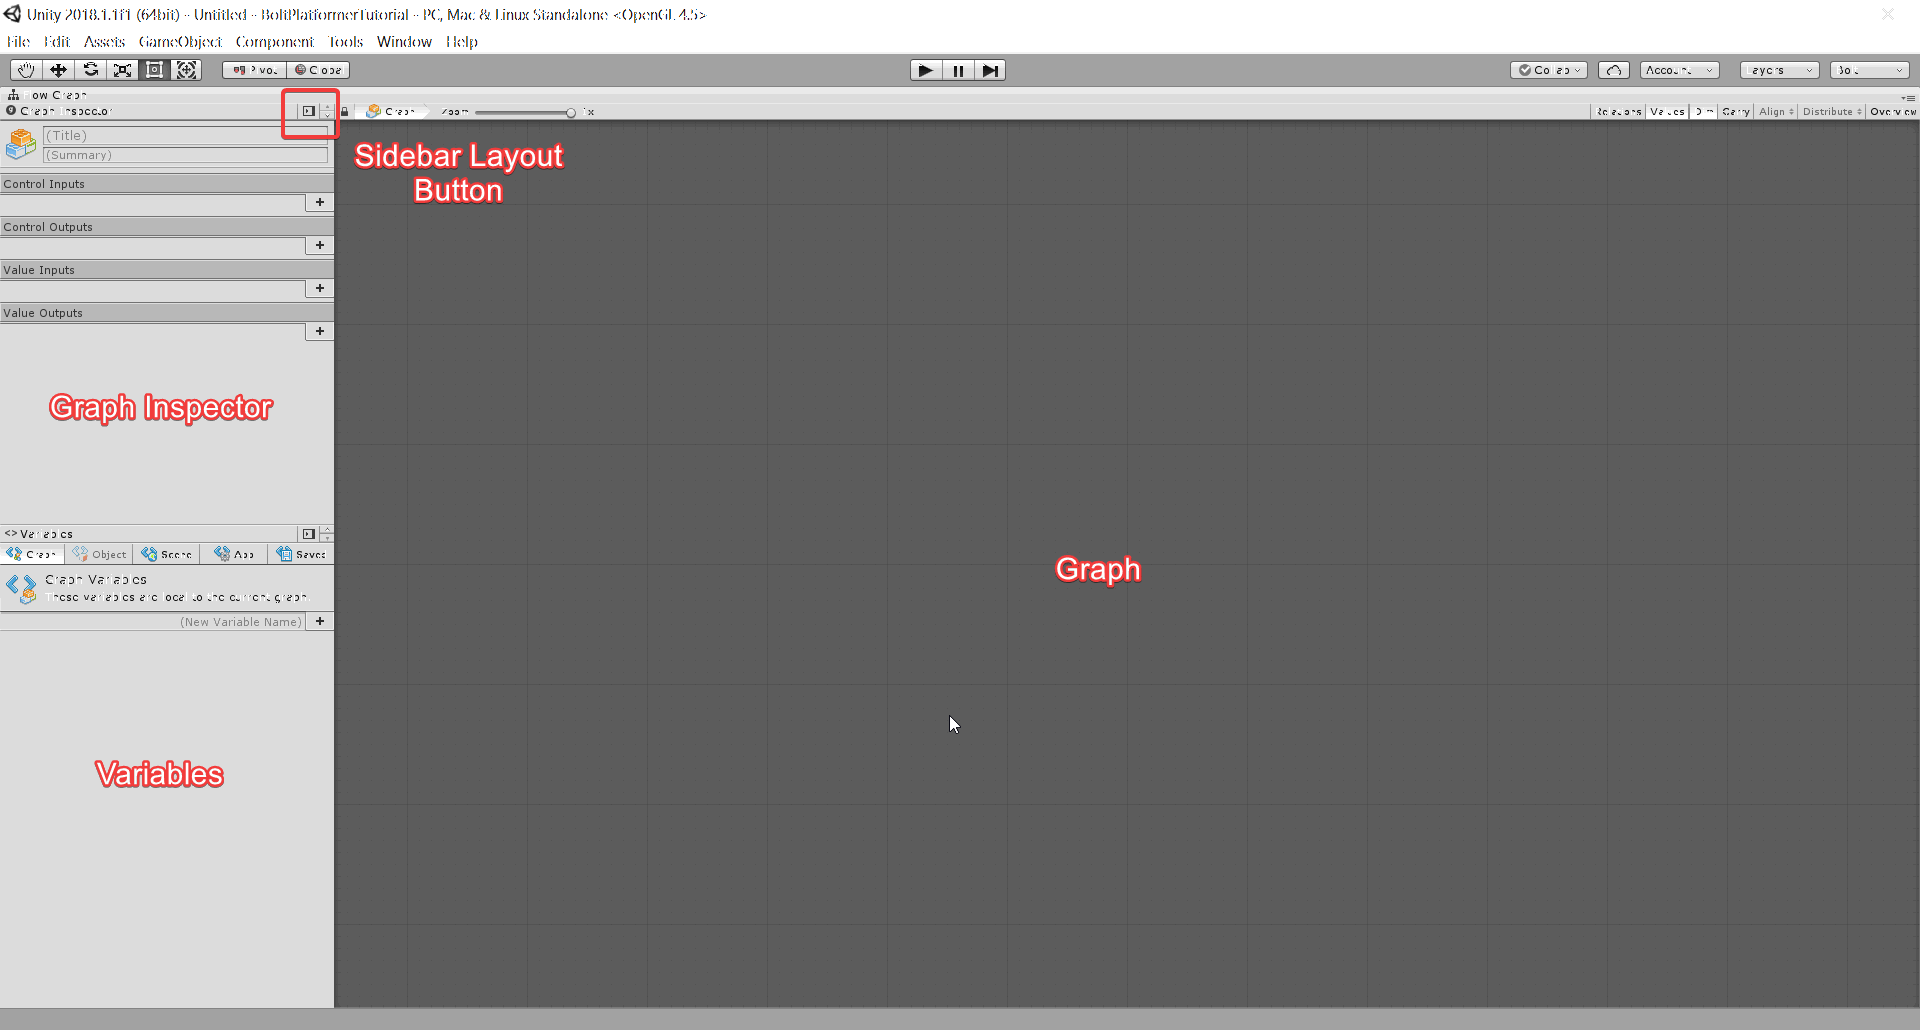 Unity 2018.1.1f1 (64bit) - Untitled - BoltPlatformerTutorial - PC, Mac & Linux Standalone <OpenGL 4.5>
File Edit Assets GameObject Component Tools Window Help
Pivot Global Collab Account Layers Bolt
Flow Graph
Graph Inspector Graph Zoom 1x Relations Values Dim Carry Align Distribute Overview
(Title)
(Summary)
Sidebar Layout
Button
Control Inputs
Control Outputs
Value Inputs
Value Outputs
Graph Inspector
<> Variables
Graph Object Scene App Saved
Graph Variables
These variables are local to the current graph.
(New Variable Name)
Graph
Variables